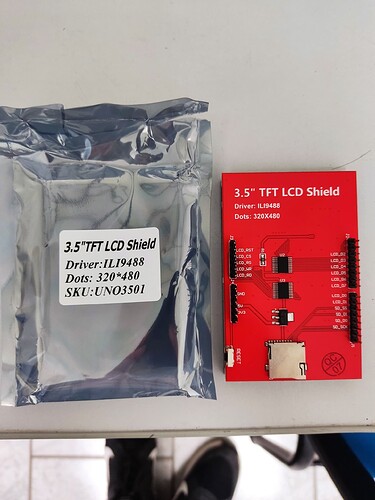 3.5"TFT LCD Shield
Driver:ILI9488
Dots: 320*480
SKU:UNO3501
3.5" TFT LCD Shield
Driver: ILI9488
Dots: 320X480
LCD_RST
LCD_CS
LCD_RS
LCD_WR
LCD_RD
GND
5V
3V3
RESET
LCD_D2
LCD_D3
LCD_D4
LCD_D5
LCD_D6
LCD_D7
LCD_D0
LCD_D1
SD_SS
SD_DI
SD_DO
SD_SCK